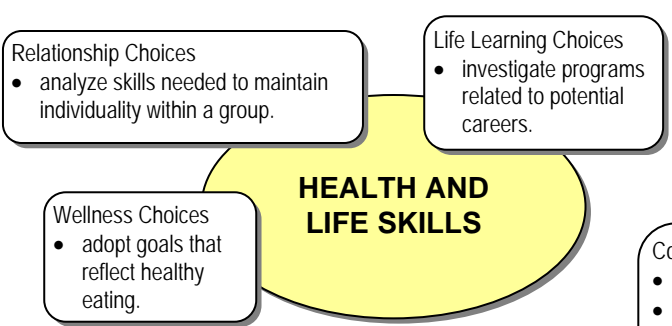 Relationship Choices
• analyze skills needed to maintain
individuality within a group.
Life Learning Choices
• investigate programs
related to potential
careers.
HEALTH AND
LIFE SKILLS
Wellness Choices
• adopt goals that
reflect healthy
eating.
•
•